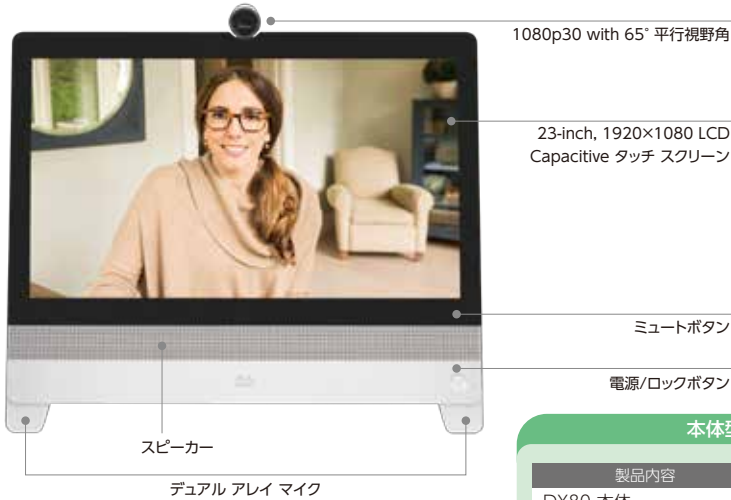 1080p30 with 65° 平行視野角
23-inch, 1920×1080 LCD
Capacitive タッチ スクリーン
ミュートボタン
電源/ロックボタン
スピーカー
デュアル アレイ マイク
本体型
製品内容
DX80 本体